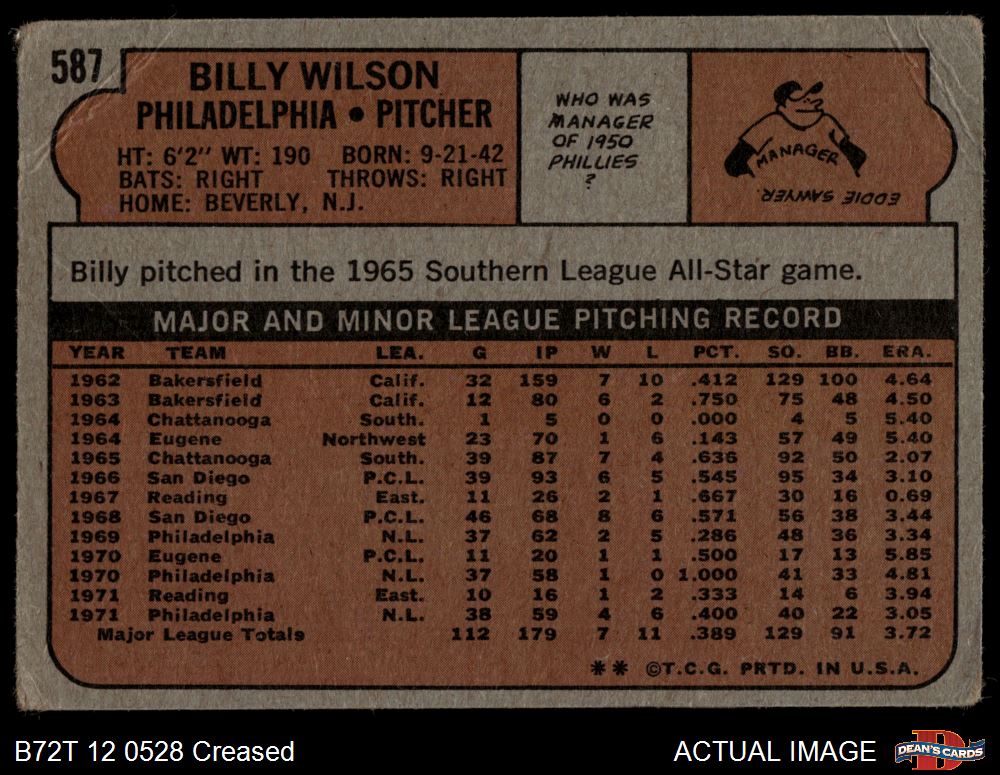 587
BILLY WILSON
PHILADELPHIA • PITCHER
HT: 6'2" WT: 190 BORN: 9-21-42
BATS: RIGHT THROWS: RIGHT
HOME: BEVERLY, N.J.
WHO WAS
MANAGER
OF 1950
PHILLIES
?
MANAGER
EDDIE SAWYER.
Billy pitched in the 1965 Southern League All-Star game.
MAJOR AND MINOR LEAGUE PITCHING RECORD
YEAR TEAM LEA. G IP W L PCT. SO. BB. ERA.
1962 Bakersfield Calif. 32 159 7 10 .412 129 100 4.64
1963 Bakersfield Calif. 12 80 6 2 .750 75 48 4.50
1964 Chattanooga South. 1 5 0 0 .000 4 5 5.40
1964 Eugene Northwest 23 70 1 6 .143 57 49 5.40
1965 Chattanooga South. 39 87 7 4 .636 92 50 2.07
1966 San Diego P.C.L. 39 93 6 5 .545 95 34 3.10
1967 Reading East. 11 26 2 1 .667 30 16 0.69
1968 San Diego P.C.L. 46 68 8 6 .571 56 38 3.44
1969 Philadelphia N.L. 37 62 2 5 .286 48 36 3.34
1970 Eugene P.C.L. 11 20 1 1 .500 17 13 5.85
1970 Philadelphia N.L. 37 58 1 0 1.000 41 33 4.81
1971 Reading East. 10 16 1 2 .333 14 6 3.94
1971 Philadelphia N.L. 38 59 4 6 .400 40 22 3.05
Major League Totals 112 179 7 11 .389 129 91 3.72
** ©T.C.G. PRTD. IN U.S.A.
B72T 12 0528 Creased
ACTUAL IMAGE
DEAN'S CARDS